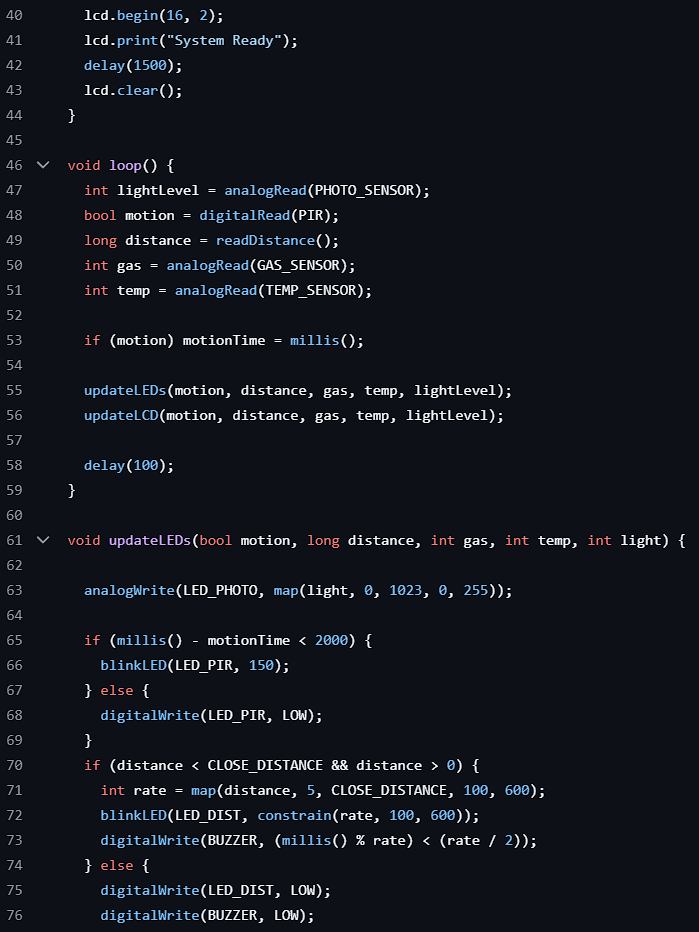 40 lcd.begin(16, 2);
41 lcd.print("System Ready");
42 delay(1500);
43 lcd.clear();
44 }
45
46 void loop() {
47 int lightLevel = analogRead(PHOTO_SENSOR);
48 bool motion = digitalRead(PIR);
49 long distance = readDistance();
50 int gas = analogRead(GAS_SENSOR);
51 int temp = analogRead(TEMP_SENSOR);
52
53 if (motion) motionTime = millis();
54
55 updateLEDs(motion, distance, gas, temp, lightLevel);
56 updateLCD(motion, distance, gas, temp, lightLevel);
57
58 delay(100);
59 }
60
61 void updateLEDs(bool motion, long distance, int gas, int temp, int light) {
62
63 analogWrite(LED_PHOTO, map(light, 0, 1023, 0, 255));
64
65 if (millis() - motionTime < 2000) {
66 blinkLED(LED_PIR, 150);
67 } else {
68 digitalWrite(LED_PIR, LOW);
69 }
70 if (distance < CLOSE_DISTANCE && distance > 0) {
71 int rate = map(distance, 5, CLOSE_DISTANCE, 100, 600);
72 blinkLED(LED_DIST, constrain(rate, 100, 600));
73 digitalWrite(BUZZER, (millis() % rate) < (rate / 2));
74 } else {
75 digitalWrite(LED_DIST, LOW);
76 digitalWrite(BUZZER, LOW);